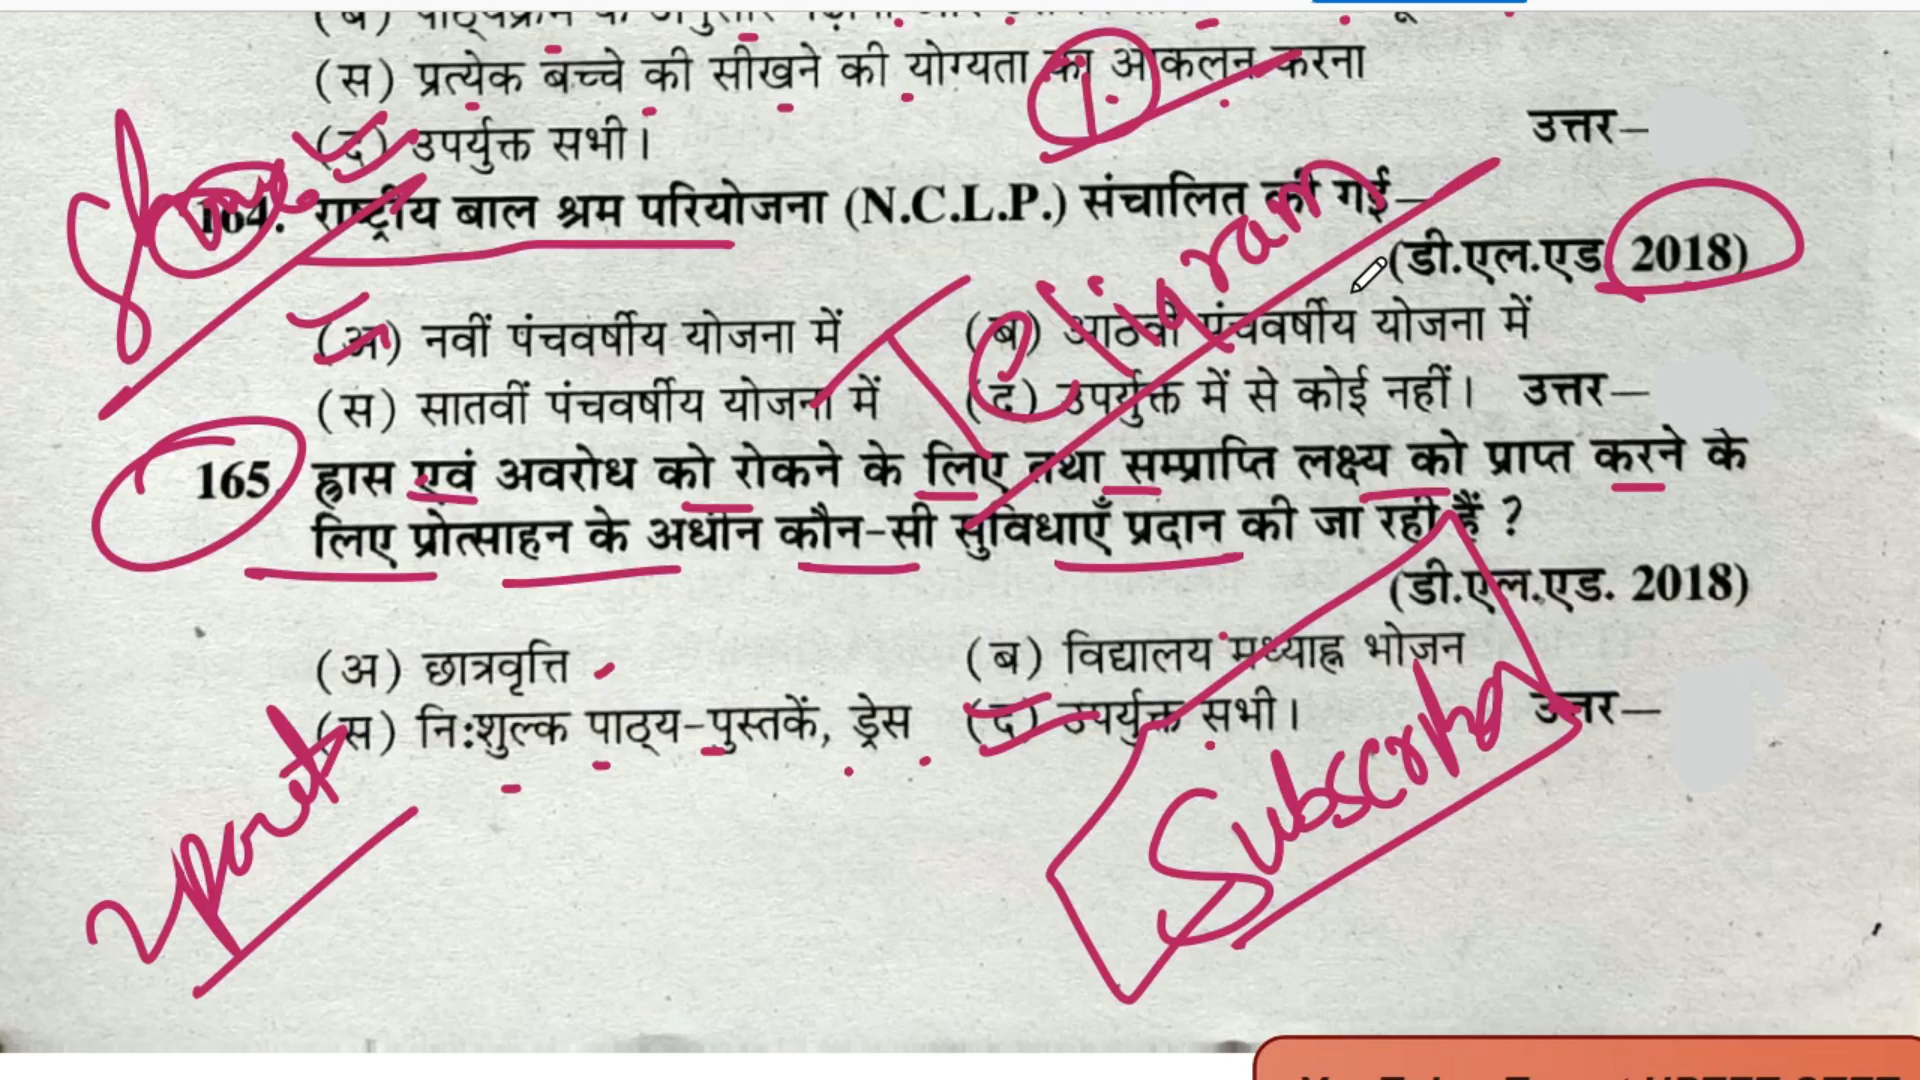 (स) प्रत्येक बच्चे की सीखने की योग्यता का आकलन करना
(द) उपर्युक्त सभी।
उत्तर–
164. राष्ट्रीय बाल श्रम परियोजना (N.C.L.P.) संचालित की गई–
(डी.एल.एड. 2018)
(अ) नवीं पंचवर्षीय योजना में (ब) आठवीं पंचवर्षीय योजना में
(स) सातवीं पंचवर्षीय योजना में (द) उपर्युक्त में से कोई नहीं। उत्तर–
165. ह्रास एवं अवरोध को रोकने के लिए तथा सम्प्राप्ति लक्ष्य को प्राप्त करने के
लिए प्रोत्साहन के अधीन कौन-सी सुविधाएँ प्रदान की जा रही हैं ?
(डी.एल.एड. 2018)
(अ) छात्रवृत्ति (ब) विद्यालय मध्याह्न भोजन
(स) नि:शुल्क पाठ्य-पुस्तकें, ड्रेस (द) उपर्युक्त सभी। उत्तर–